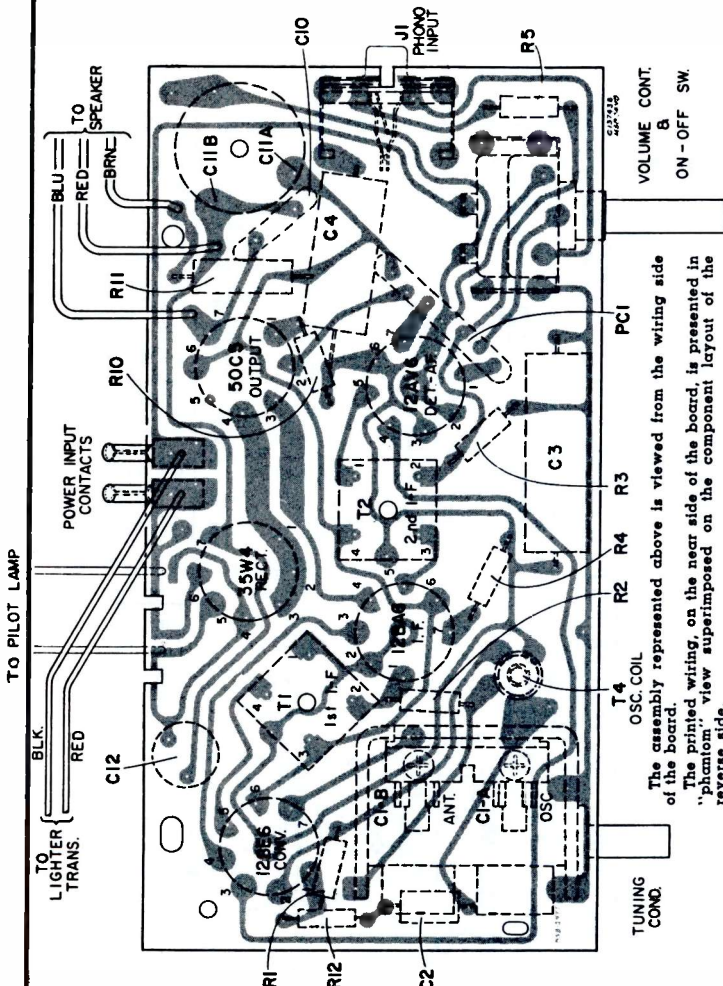 TO PILOT LAMP
BLK.
RED
TO
LIGHTER
TRANS.
C12
POWER INPUT
CONTACTS
R10
R11
BLU
RED
BRN
TO
SPEAKER
C10
J1
PHONO
INPUT
R5
C11B
C11A
C4
50C5
OUTPUT
35W4
RECT.
12AV6
DET-AF
T2
2nd I-F
T1
1st I-F
12BA6
I.F.
12BE6
CONV.
C1-B
ANT.
C1-A
OSC.
C3
R1
R12
C2
TUNING
COND.
T4
OSC. COIL
R2
R4
R3
PC1
VOLUME CONT.
&
ON-OFF SW.
The assembly represented above is viewed from the wiring side
of the board.
The printed wiring, on the near side of the board, is presented in
"phantom" view superimposed on the component layout of the
reverse side.